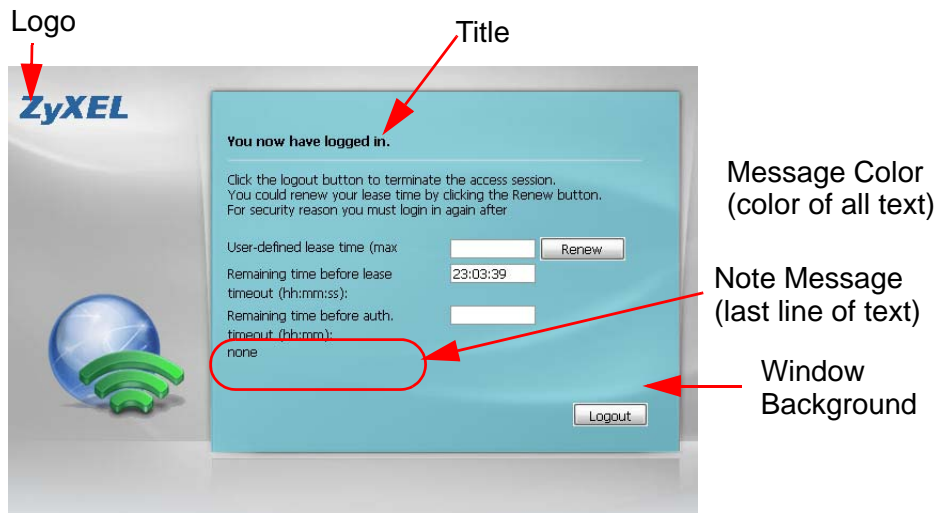 Logo
Title
ZyXEL
You now have logged in.
Click the logout button to terminate the access session.
You could renew your lease time by clicking the Renew button.
For security reason you must login in again after
Message Color
(color of all text)
User-defined lease time (max
Renew
Remaining time before lease
23:03:39
timeout (hh:mm:ss):
Note Message
(last line of text)
Remaining time before auth.
timeout (hh:mm):
none
Window
Background
Logout